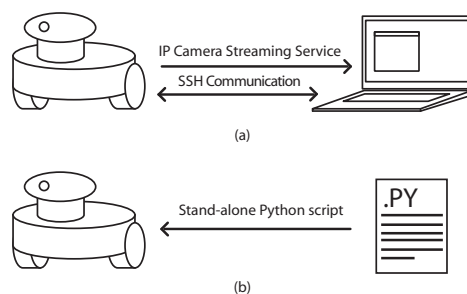 IP Camera Streaming Service
SSH Communication
(a)
.PY
Stand-alone Python script
(b)